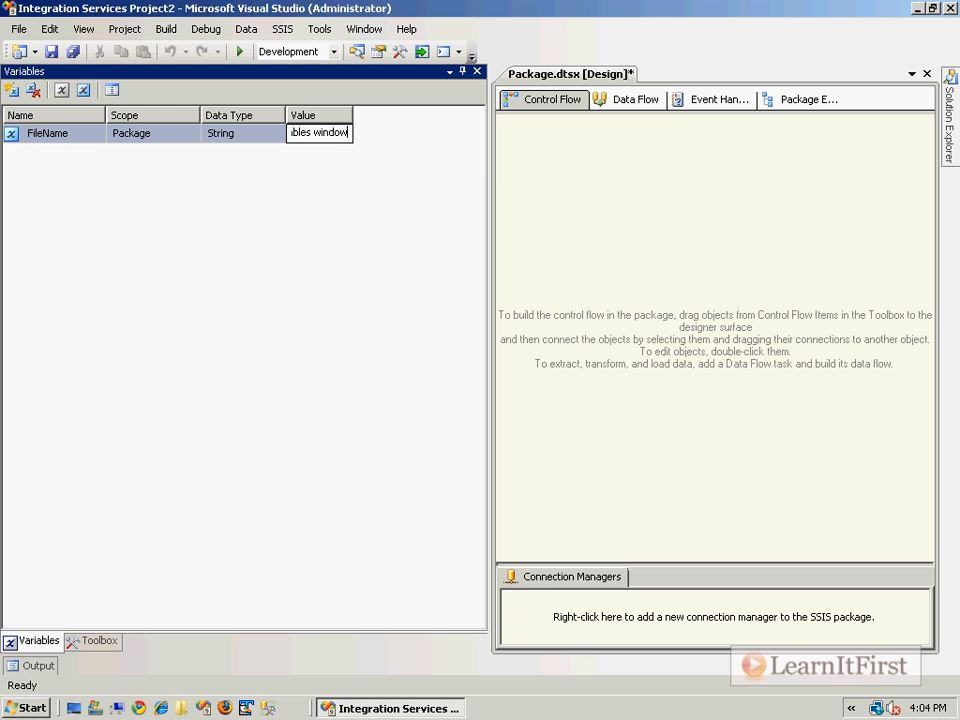 Integration Services Project2 - Microsoft Visual Studio (Administrator)
File Edit View Project Build Debug Data SSIS Tools Window Help
Development
Variables
Name Scope Data Type Value
FileName Package String ables window
Package.dtsx [Design]*
Control Flow Data Flow Event Han... Package E...
Solution Explorer
To build the control flow in the package, drag objects from Control Flow Items in the Toolbox to the
designer surface
and then connect the objects by selecting them and dragging their connections to another object.
To edit objects, double-click them.
To extract, transform, and load data, add a Data Flow task and build its data flow.
Connection Managers
Right-click here to add a new connection manager to the SSIS package.
Variables Toolbox
Output
Ready
LearnItFirst
Start Integration Services ... « 4:04 PM